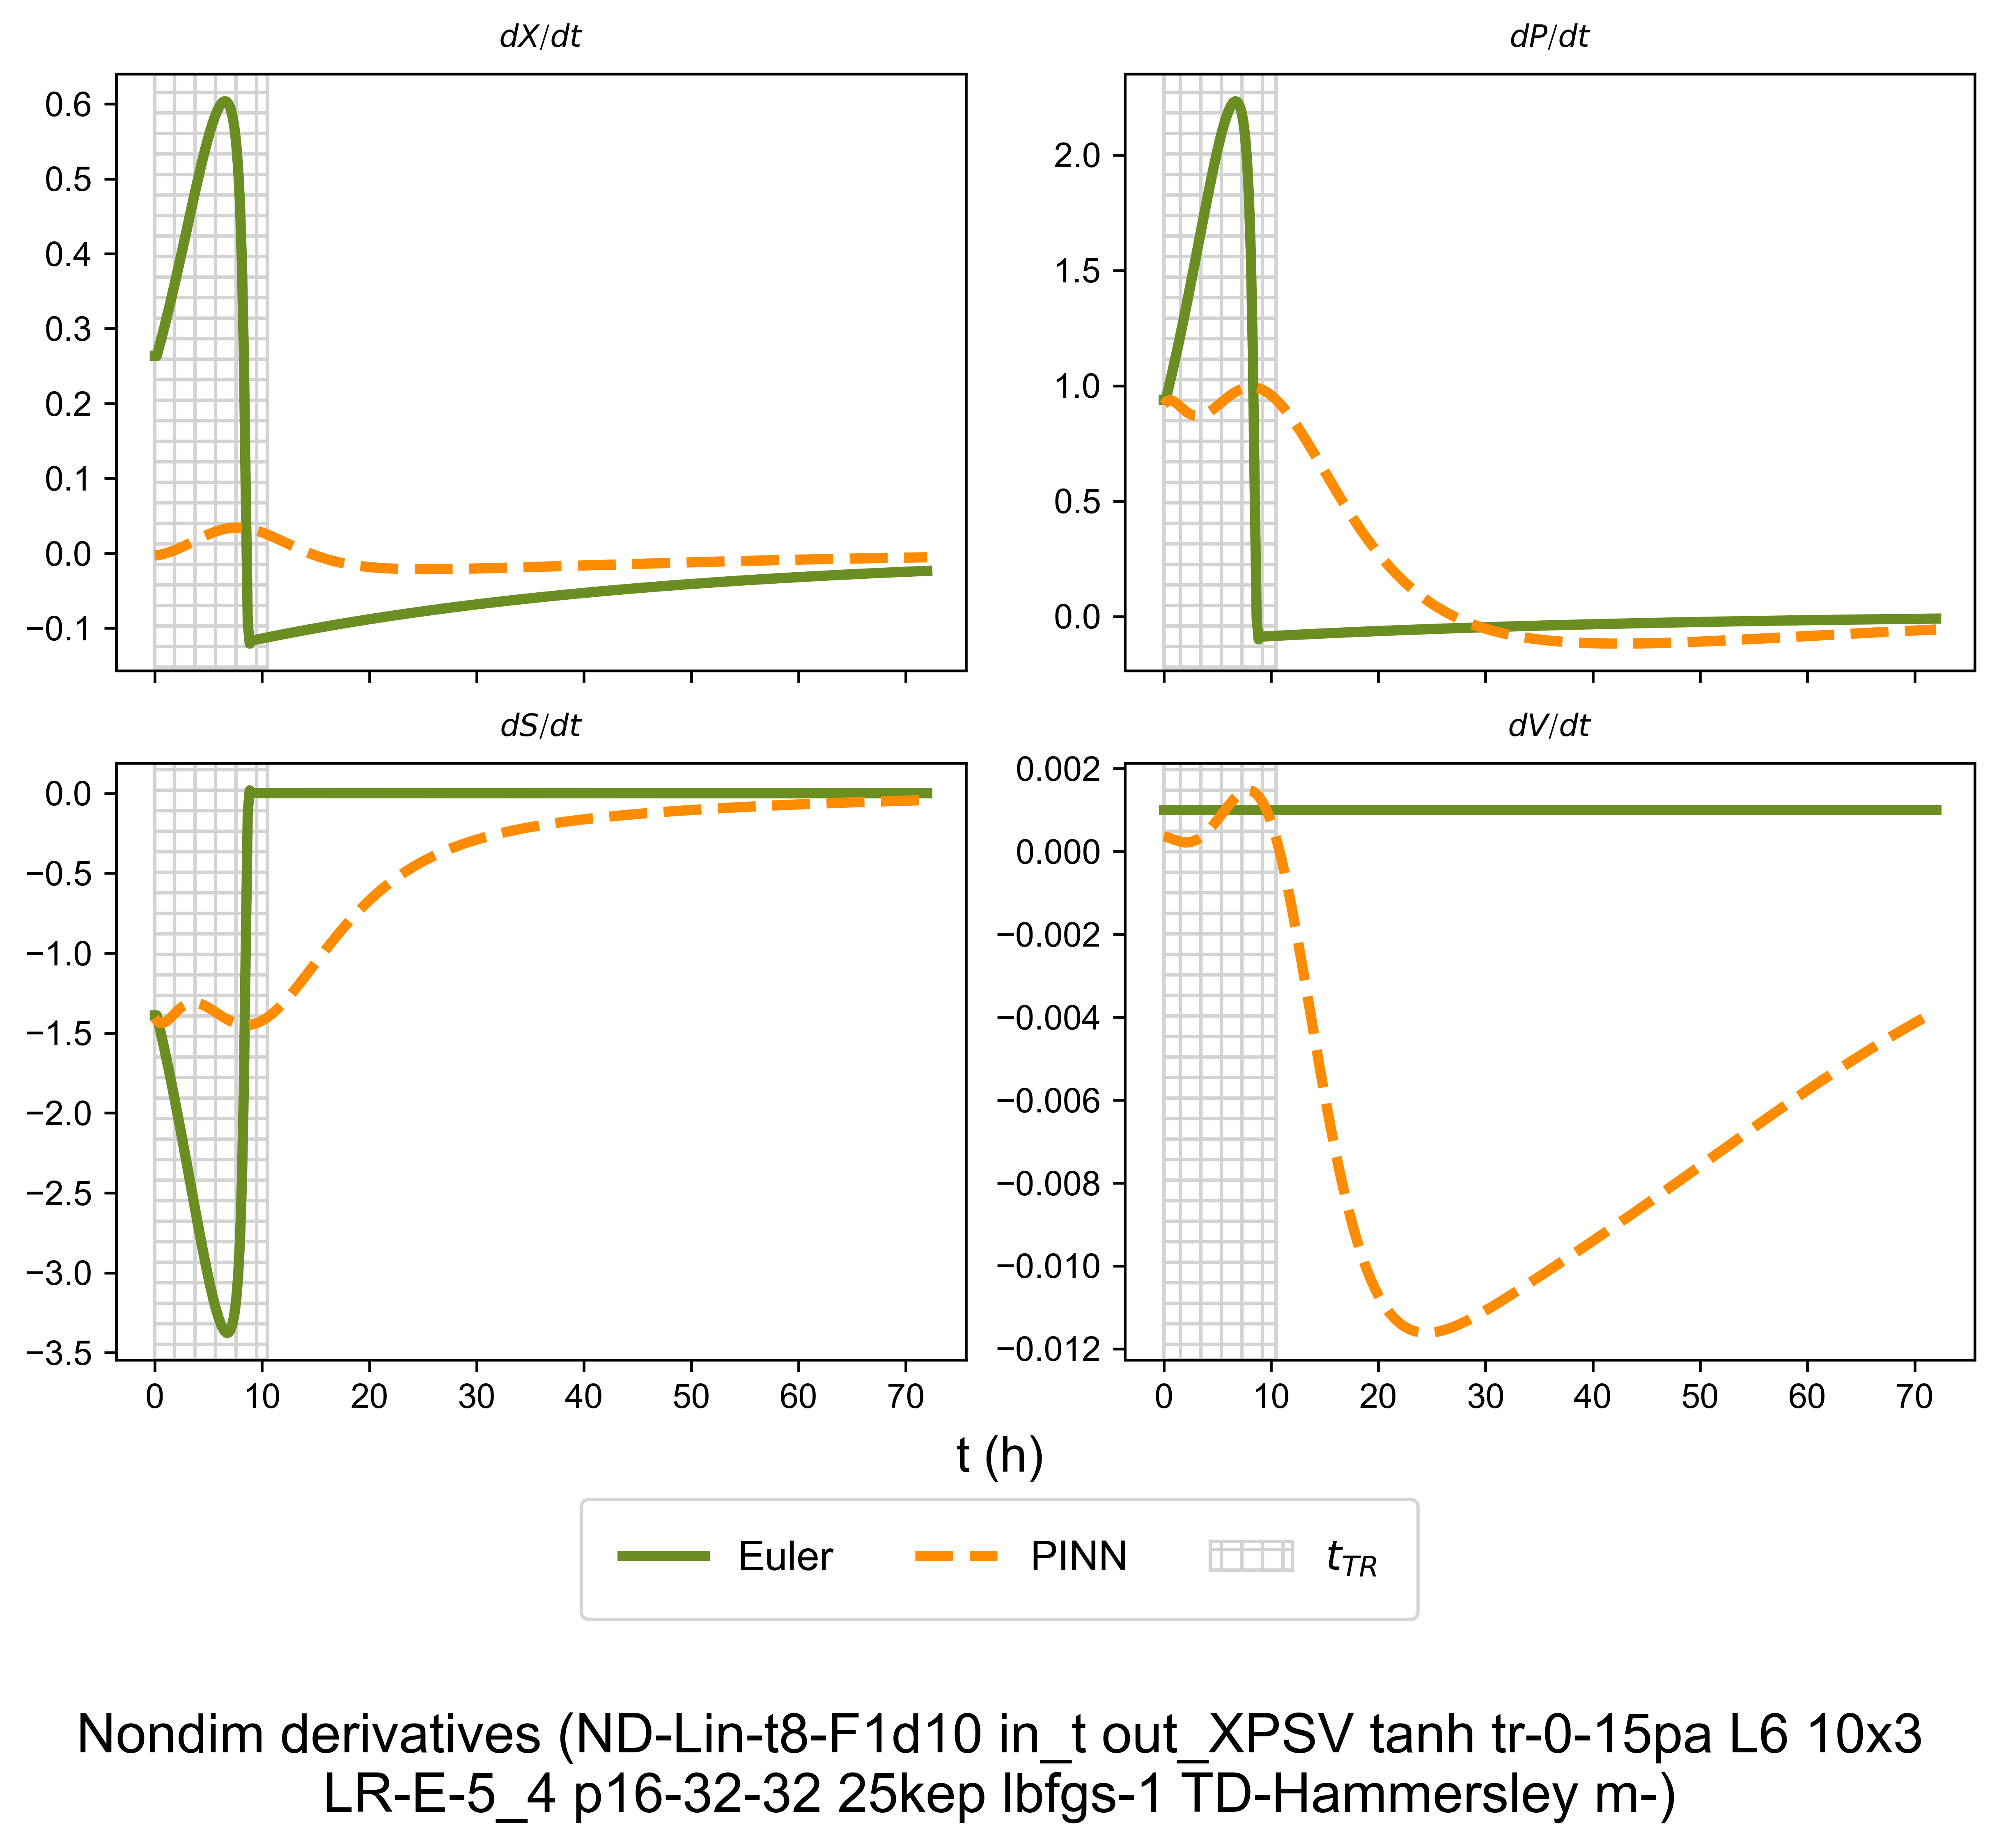 dX/dt
dP/dt
0.6
0.5
0.4
0.3
0.2
0.1
0.0
−0.1
2.0
1.5
1.0
0.5
0.0
dS/dt
dV/dt
0.0
−0.5
−1.0
−1.5
−2.0
−2.5
−3.0
−3.5
0.002
0.000
−0.002
−0.004
−0.006
−0.008
−0.010
−0.012
0 10 20 30 40 50 60 70
0 10 20 30 40 50 60 70
t (h)
Euler PINN t_TR
Nondim derivatives (ND-Lin-t8-F1d10 in_t out_XPSV tanh tr-0-15pa L6 10x3
LR-E-5_4 p16-32-32 25kep lbfgs-1 TD-Hammersley m-)